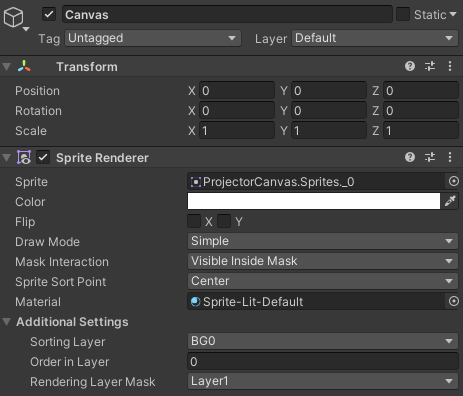 Canvas Static
Tag Untagged Layer Default
Transform
Position X 0 Y 0 Z 0
Rotation X 0 Y 0 Z 0
Scale X 1 Y 1 Z 1
Sprite Renderer
Sprite ProjectorCanvas.Sprites._0
Color
Flip X Y
Draw Mode Simple
Mask Interaction Visible Inside Mask
Sprite Sort Point Center
Material Sprite-Lit-Default
Additional Settings
Sorting Layer BG0
Order in Layer 0
Rendering Layer Mask Layer1